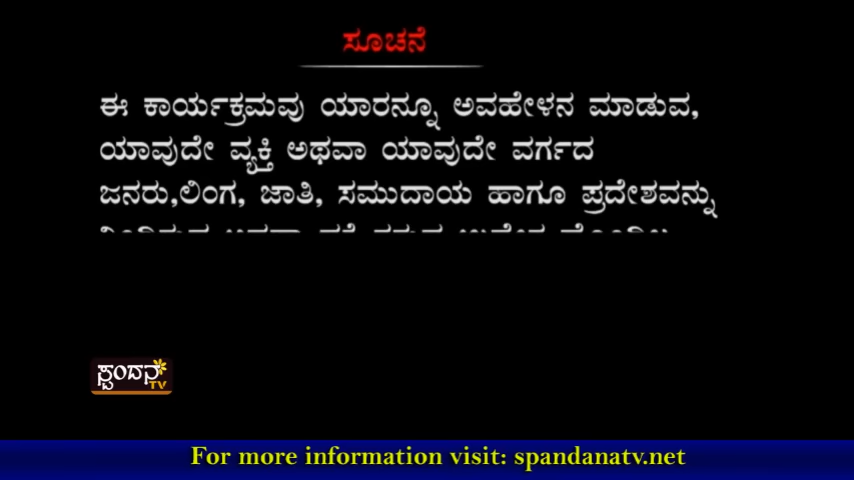 ಸೂಚನೆ
ಈ ಕಾರ್ಯಕ್ರಮವು ಯಾರನ್ನೂ ಅವಹೇಳನ ಮಾಡುವ,
ಯಾವುದೇ ವ್ಯಕ್ತಿ ಅಥವಾ ಯಾವುದೇ ವರ್ಗದ
ಜನರು,ಲಿಂಗ, ಜಾತಿ, ಸಮುದಾಯ ಹಾಗೂ ಪ್ರದೇಶವನ್ನು
ಸ್ಪಂದನ TV
For more information visit: spandanatv.net